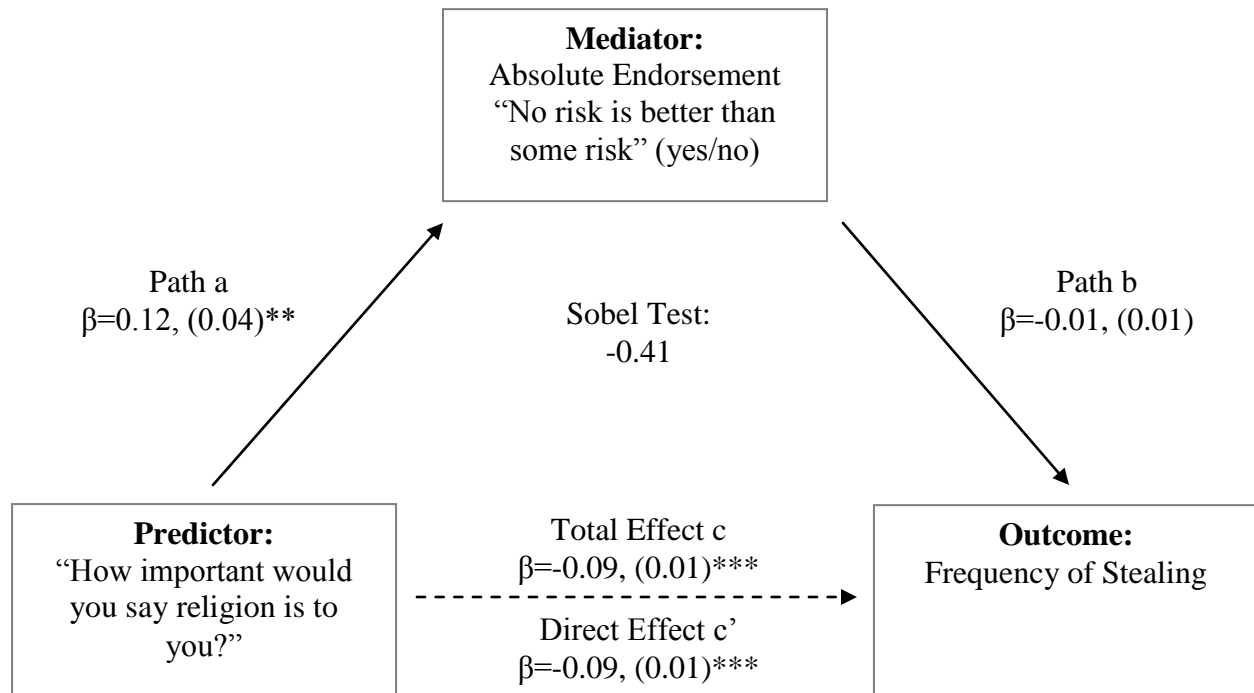 Mediator:
Absolute Endorsement
“No risk is better than
some risk” (yes/no)
Path a
β=0.12, (0.04)**
Sobel Test:
-0.41
Path b
β=-0.01, (0.01)
Predictor:
“How important would
you say religion is to
you?”
Total Effect c
β=-0.09, (0.01)***
Direct Effect c’
β=-0.09, (0.01)***
Outcome:
Frequency of Stealing